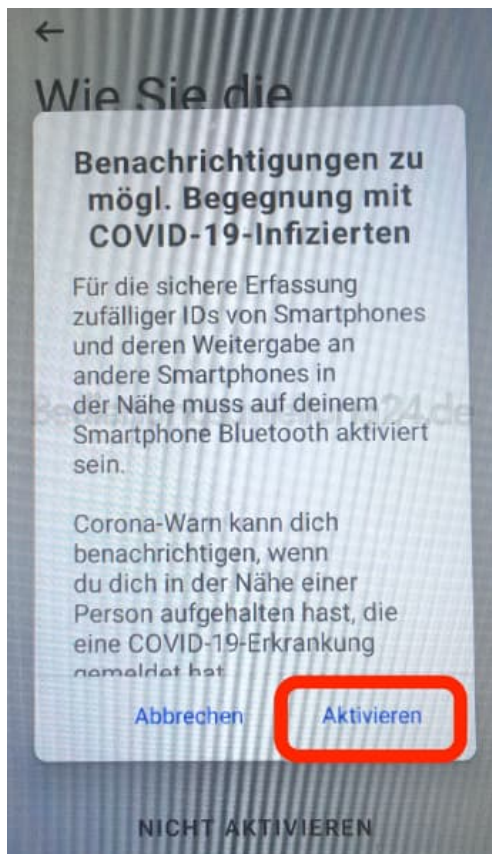 Wie Sie die
Benachrichtigungen zu
mögl. Begegnung mit
COVID-19-Infizierten
Für die sichere Erfassung
zufälliger IDs von Smartphones
und deren Weitergabe an
andere Smartphones in
der Nähe muss auf deinem
Smartphone Bluetooth aktiviert
sein.
Corona-Warn kann dich
benachrichtigen, wenn
du dich in der Nähe einer
Person aufgehalten hast, die
eine COVID-19-Erkrankung
gemeldet hat
Abbrechen
Aktivieren
NICHT AKTIVIEREN